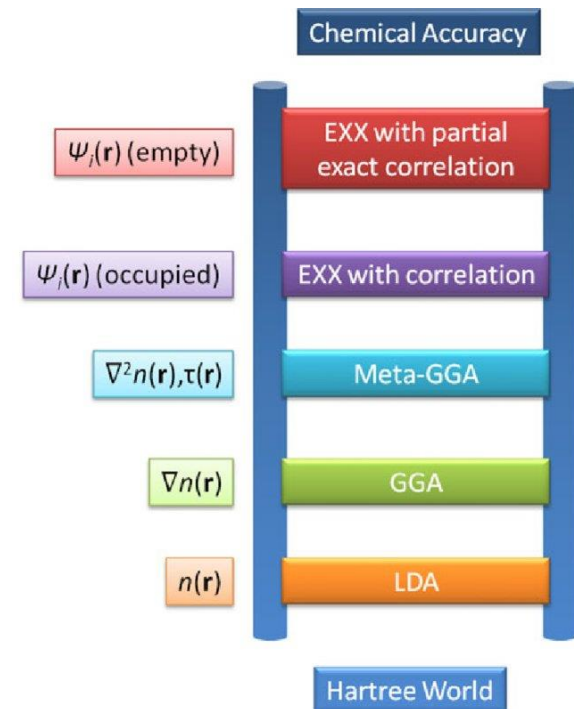 Chemical Accuracy
Ψᵢ(r) (empty)
EXX with partial
exact correlation
Ψᵢ(r) (occupied)
EXX with correlation
∇²n(r),τ(r)
Meta-GGA
∇n(r)
GGA
n(r)
LDA
Hartree World